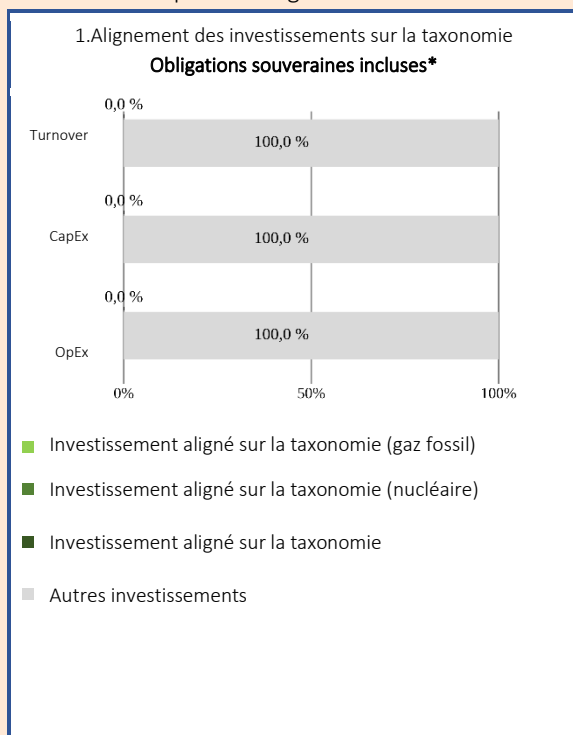 1.Alignement des investissements sur la taxonomie
Obligations souveraines incluses*
0,0 %
Turnover
100,0 %
0,0 %
CapEx
100,0 %
0,0 %
100,0 %
OpEx
0% 50% 100%
Investissement aligné sur la taxonomie (gaz fossil)
Investissement aligné sur la taxonomie (nucléaire)
Investissement aligné sur la taxonomie
Autres investissements